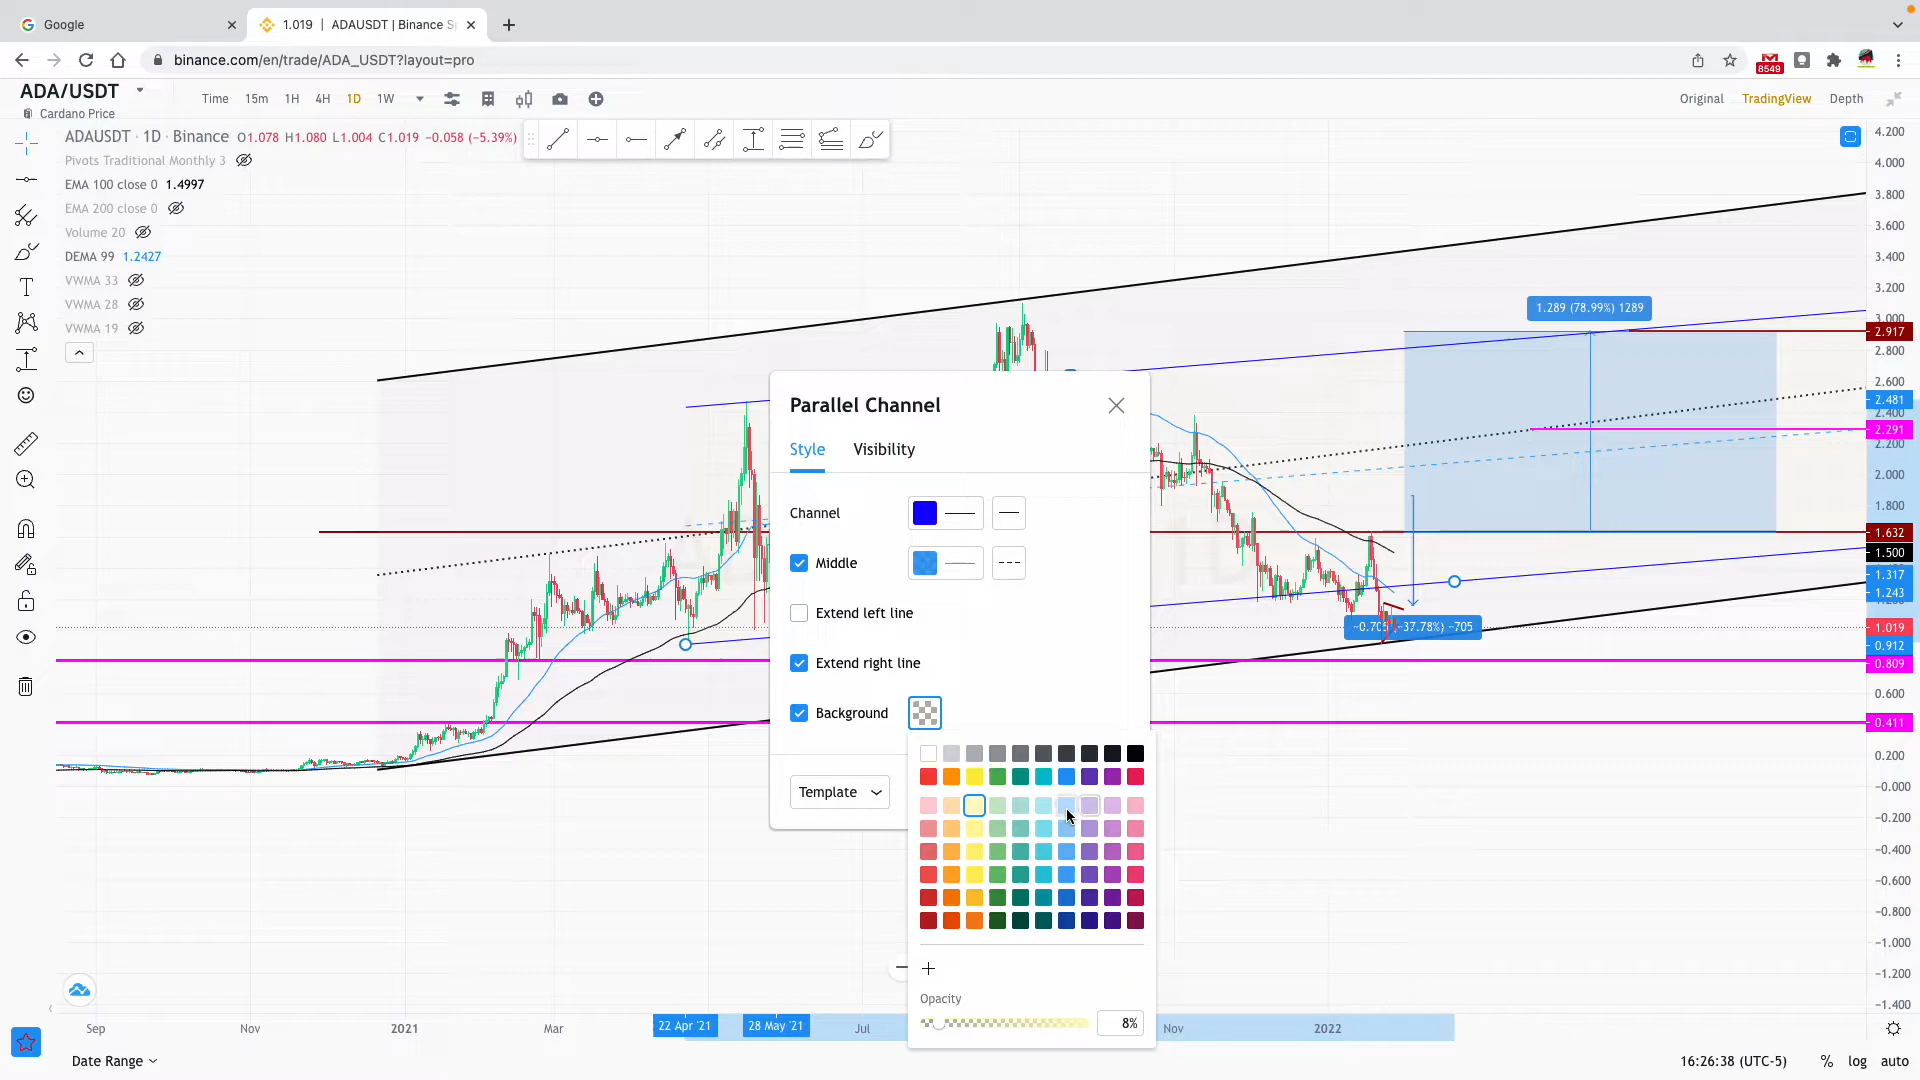 Google
1.019 | ADAUSDT | Binance S
binance.com/en/trade/ADA_USDT?layout=pro
8549
ADA/USDT
Cardano Price
Time 15m 1H 4H 1D 1W
Original TradingView Depth
ADAUSDT · 1D · Binance O1.078 H1.080 L1.004 C1.019 −0.058 (−5.39%)
Pivots Traditional Monthly 3
EMA 100 close 0 1.4997
EMA 200 close 0
Volume 20
DEMA 99 1.2427
VWMA 33
VWMA 28
VWMA 19
4.200
4.000
3.800
3.600
3.400
3.200
3.000
2.917
2.800
2.600
2.481
2.400
2.291
2.200
2.000
1.800
1.632
1.500
1.317
1.243
1.019
0.912
0.809
0.600
0.411
0.200
−0.000
−0.200
−0.400
−0.600
−0.800
−1.000
−1.200
−1.400
1.289 (78.99%) 1289
−0.705 (−37.78%) −705
Parallel Channel
Style Visibility
Channel
Middle
Extend left line
Extend right line
Background
Template
Opacity
8%
Sep Nov 2021 Mar 22 Apr '21 28 May '21 Jul Nov 2022
Date Range
16:26:38 (UTC-5) % log auto